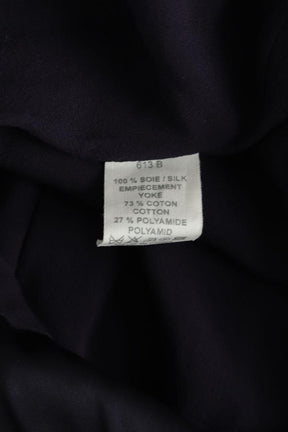 613 B
100 % SOIE / SILK
EMPIECEMENT
YOKE
73 % COTON
COTTON
27 % POLYAMIDE
POLYAMID